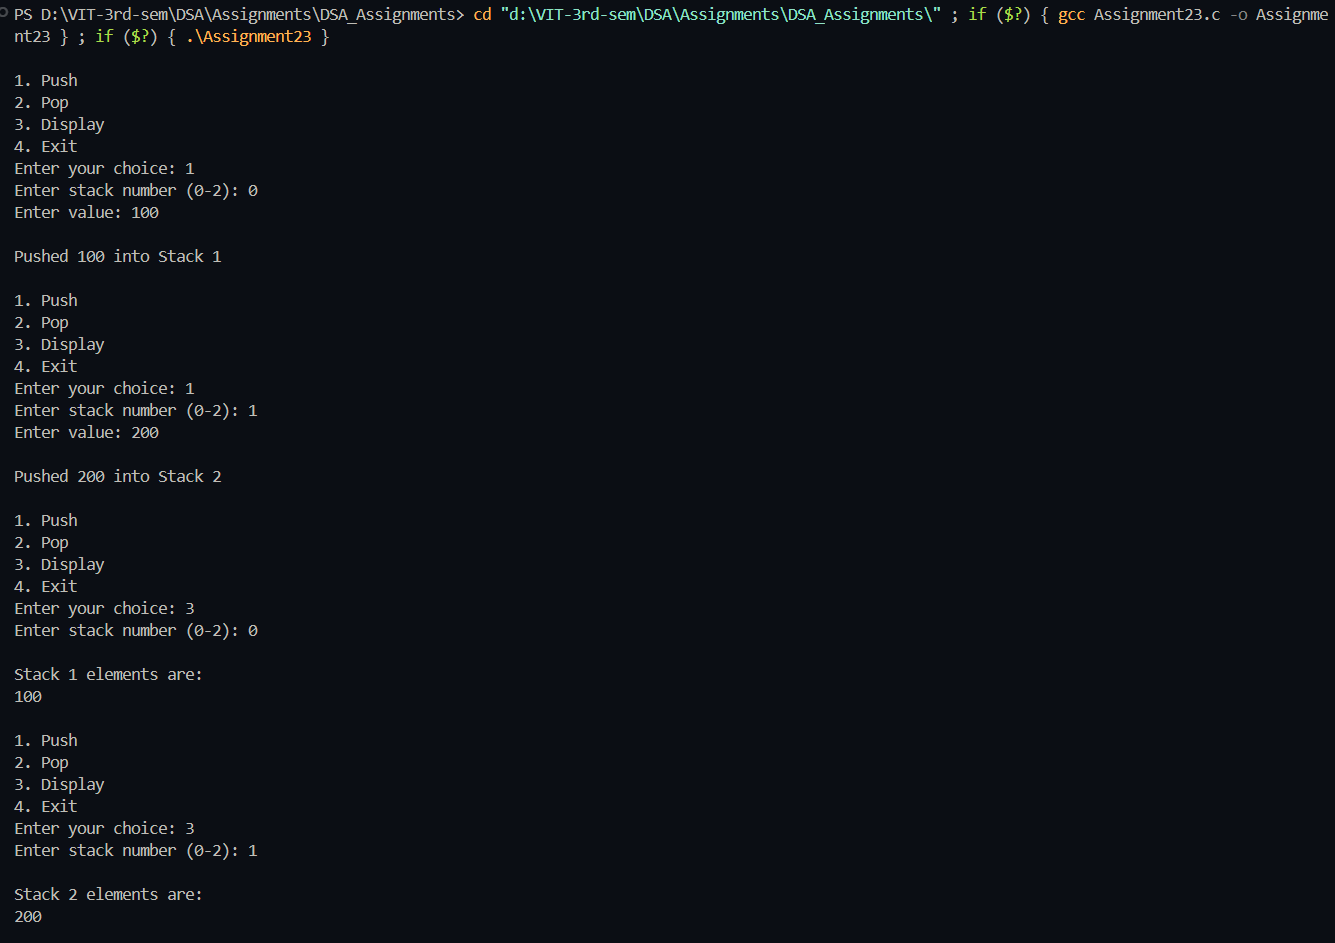 PS D:\VIT-3rd-sem\DSA\Assignments\DSA_Assignments> cd "d:\VIT-3rd-sem\DSA\Assignments\DSA_Assignments\" ; if ($?) { gcc Assignment23.c -o Assignme
nt23 } ; if ($?) { .\Assignment23 }

1. Push
2. Pop
3. Display
4. Exit
Enter your choice: 1
Enter stack number (0-2): 0
Enter value: 100

Pushed 100 into Stack 1

1. Push
2. Pop
3. Display
4. Exit
Enter your choice: 1
Enter stack number (0-2): 1
Enter value: 200

Pushed 200 into Stack 2

1. Push
2. Pop
3. Display
4. Exit
Enter your choice: 3
Enter stack number (0-2): 0

Stack 1 elements are:
100

1. Push
2. Pop
3. Display
4. Exit
Enter your choice: 3
Enter stack number (0-2): 1

Stack 2 elements are:
200